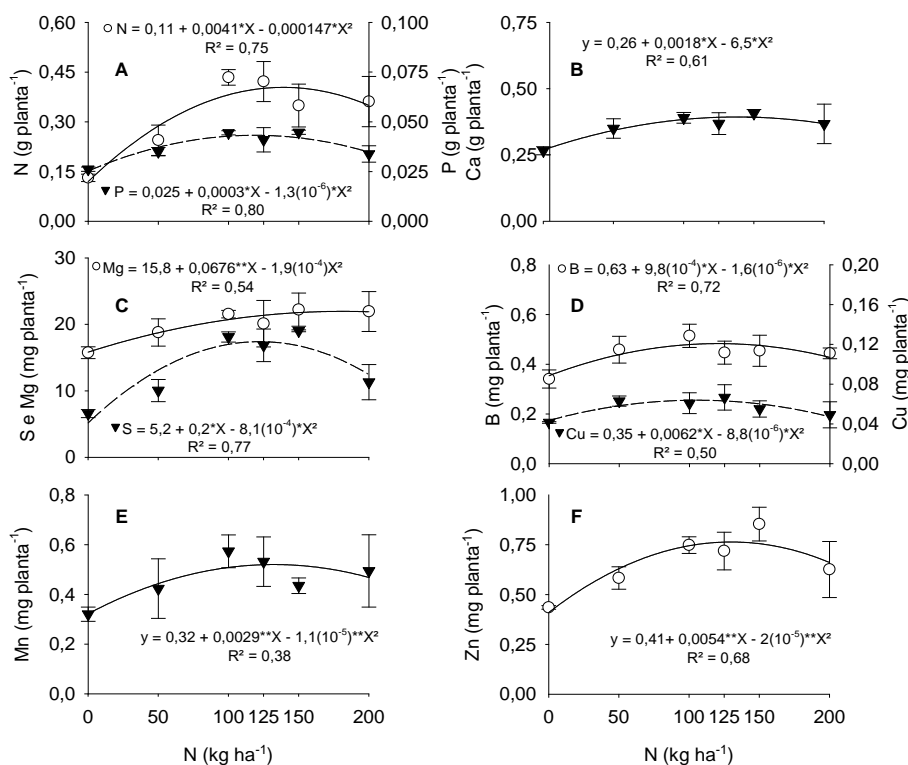 N = 0,11 + 0,0041*X - 0,000147*X²
R² = 0,75
A
N (g planta⁻¹)
0,60
0,45
0,30
0,15
0,00
0,100
0,075
0,050
0,025
0,000
P (g planta⁻¹)
P = 0,025 + 0,0003*X - 1,3(10⁻⁶)*X²
R² = 0,80
y = 0,26 + 0,0018*X - 6,5*X²
R² = 0,61
B
Ca (g planta⁻¹)
0,75
0,50
0,25
0,00
Mg = 15,8 + 0,0676**X - 1,9(10⁻⁴)X²
R² = 0,54
C
S e Mg (mg planta⁻¹)
30
20
10
0
S = 5,2 + 0,2*X - 8,1(10⁻⁴)*X²
R² = 0,77
B = 0,63 + 9,8(10⁻⁴)*X - 1,6(10⁻⁶)*X²
R² = 0,72
D
B (mg planta⁻¹)
0,8
0,6
0,4
0,2
0,0
0,20
0,16
0,12
0,08
0,04
0,00
Cu (mg planta⁻¹)
Cu = 0,35 + 0,0062*X - 8,8(10⁻⁶)*X²
R² = 0,50
E
Mn (mg planta⁻¹)
0,8
0,6
0,4
0,2
0,0
y = 0,32 + 0,0029**X - 1,1(10⁻⁵)**X²
R² = 0,38
0 50 100 125 150 200
N (kg ha⁻¹)
F
Zn (mg planta⁻¹)
1,00
0,75
0,50
0,25
0,00
y = 0,41+ 0,0054**X - 2(10⁻⁵)**X²
R² = 0,68
0 50 100 125 150 200
N (kg ha⁻¹)